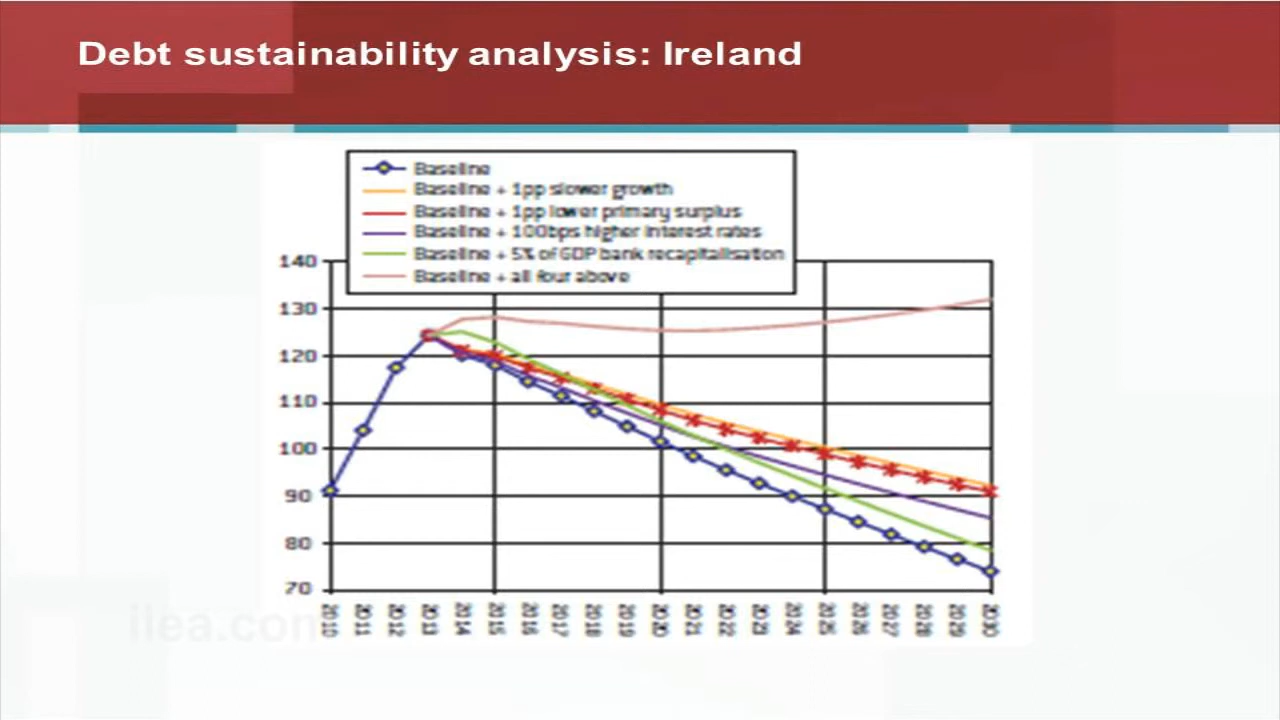 Debt sustainability analysis: Ireland
Baseline
Baseline + 1pp slower growth
Baseline + 1pp lower primary surplus
Baseline + 100bps higher interest rates
Baseline + 5% of GDP bank recapitalisation
Baseline + all four above
140
130
120
110
100
90
80
70
2010 2011 2012 2013 2014 2015 2016 2017 2018 2019 2020 2021 2022 2023 2024 2025 2026 2027 2028 2029 2030
ilea.com